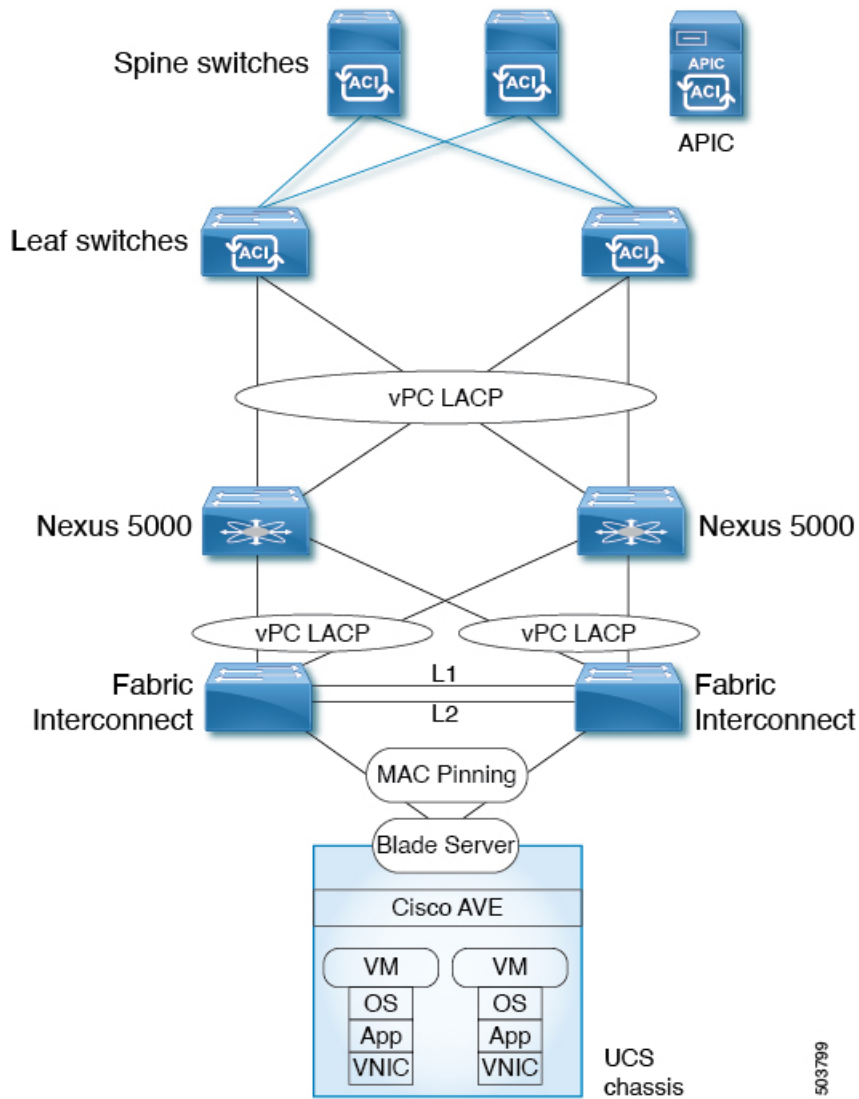 Spine switches
ACI
ACI
APIC
ACI
APIC
Leaf switches
ACI
ACI
vPC LACP
Nexus 5000
Nexus 5000
vPC LACP
vPC LACP
Fabric
Interconnect
L1
L2
Fabric
Interconnect
MAC Pinning
Blade Server
Cisco AVE
VM
VM
OS
OS
App
App
VNIC
VNIC
UCS
chassis
503799